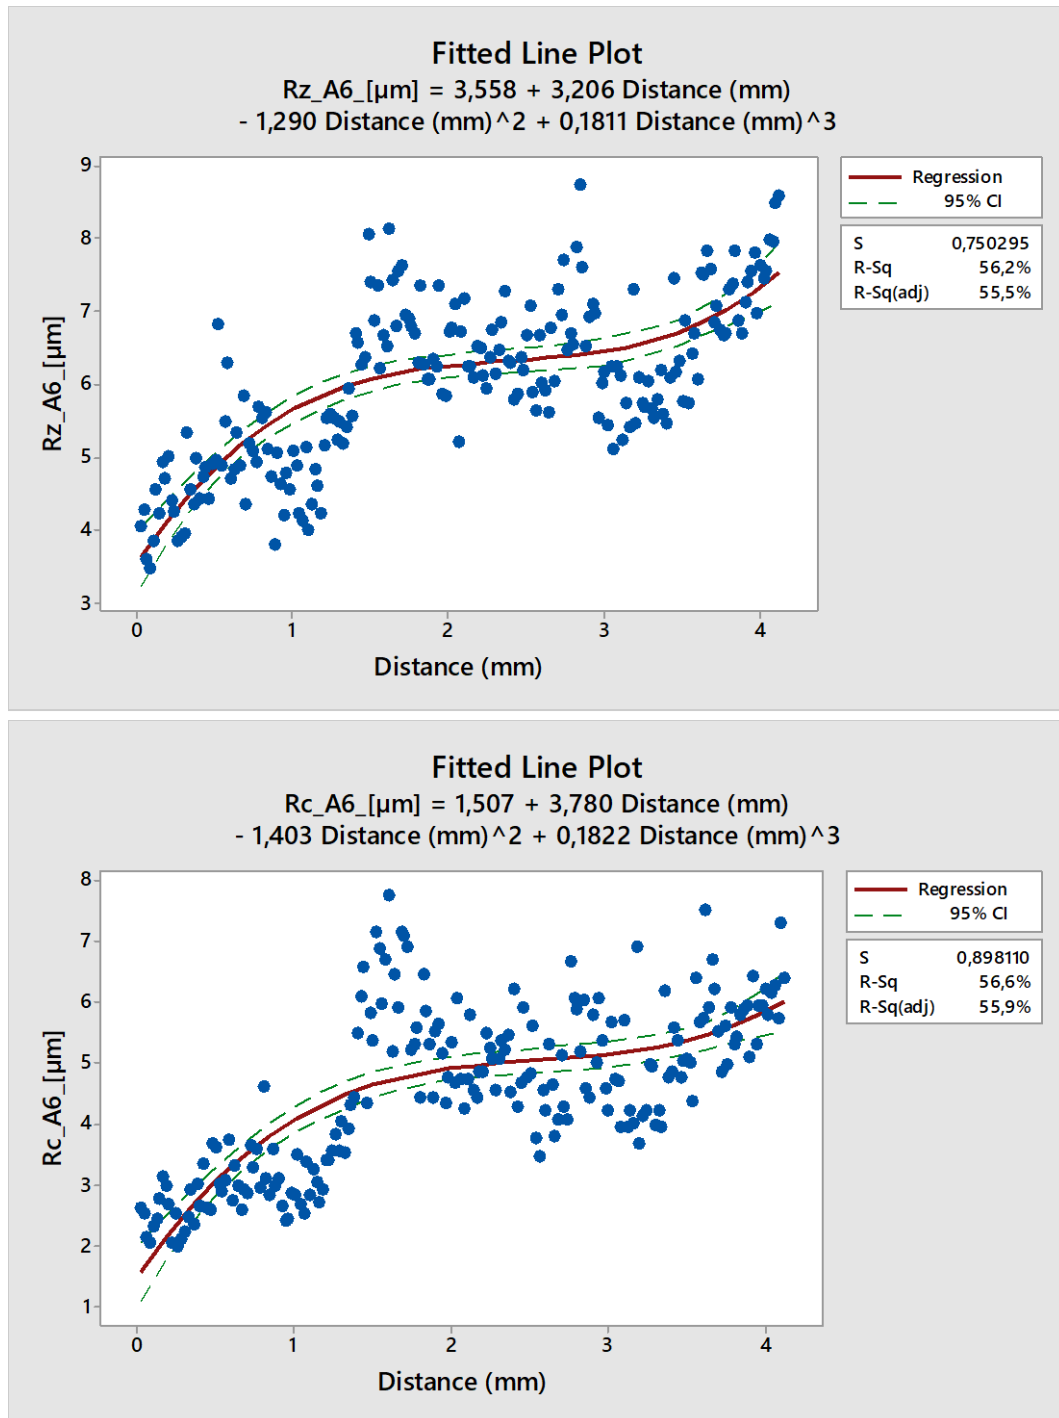 Fitted Line Plot
Rz_A6_[µm] = 3,558 + 3,206 Distance (mm)
- 1,290 Distance (mm)^2 + 0,1811 Distance (mm)^3
Regression
95% CI
S 0,750295
R-Sq 56,2%
R-Sq(adj) 55,5%
Rz_A6_[µm]
9
8
7
6
5
4
3
0 1 2 3 4
Distance (mm)
Fitted Line Plot
Rc_A6_[µm] = 1,507 + 3,780 Distance (mm)
- 1,403 Distance (mm)^2 + 0,1822 Distance (mm)^3
Regression
95% CI
S 0,898110
R-Sq 56,6%
R-Sq(adj) 55,9%
Rc_A6_[µm]
8
7
6
5
4
3
2
1
0 1 2 3 4
Distance (mm)